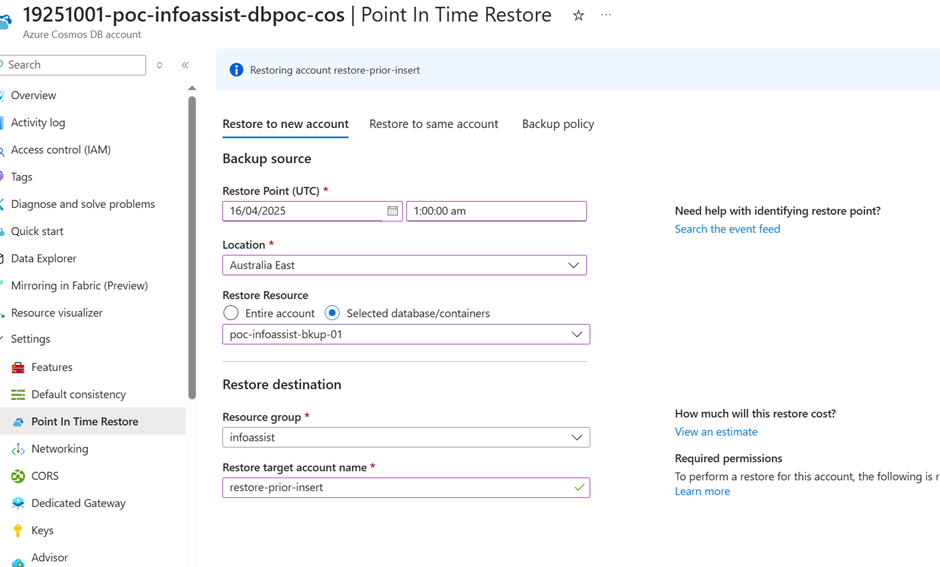 19251001-poc-infoassist-dbpoc-cos | Point In Time Restore ☆ ...
Azure Cosmos DB account
Search
Restoring account restore-prior-insert
Overview
Activity log
Access control (IAM)
Tags
Diagnose and solve problems
Quick start
Data Explorer
Mirroring in Fabric (Preview)
Resource visualizer
Settings
Features
Default consistency
Point In Time Restore
Networking
CORS
Dedicated Gateway
Keys
Advisor
Restore to new account Restore to same account Backup policy
Backup source
Restore Point (UTC) *
16/04/2025 1:00:00 am
Location *
Australia East
Restore Resource
Entire account Selected database/containers
poc-infoassist-bkup-01
Need help with identifying restore point?
Search the event feed
Restore destination
Resource group *
infoassist
Restore target account name *
restore-prior-insert
How much will this restore cost?
View an estimate
Required permissions
To perform a restore for this account, the following is r
Learn more